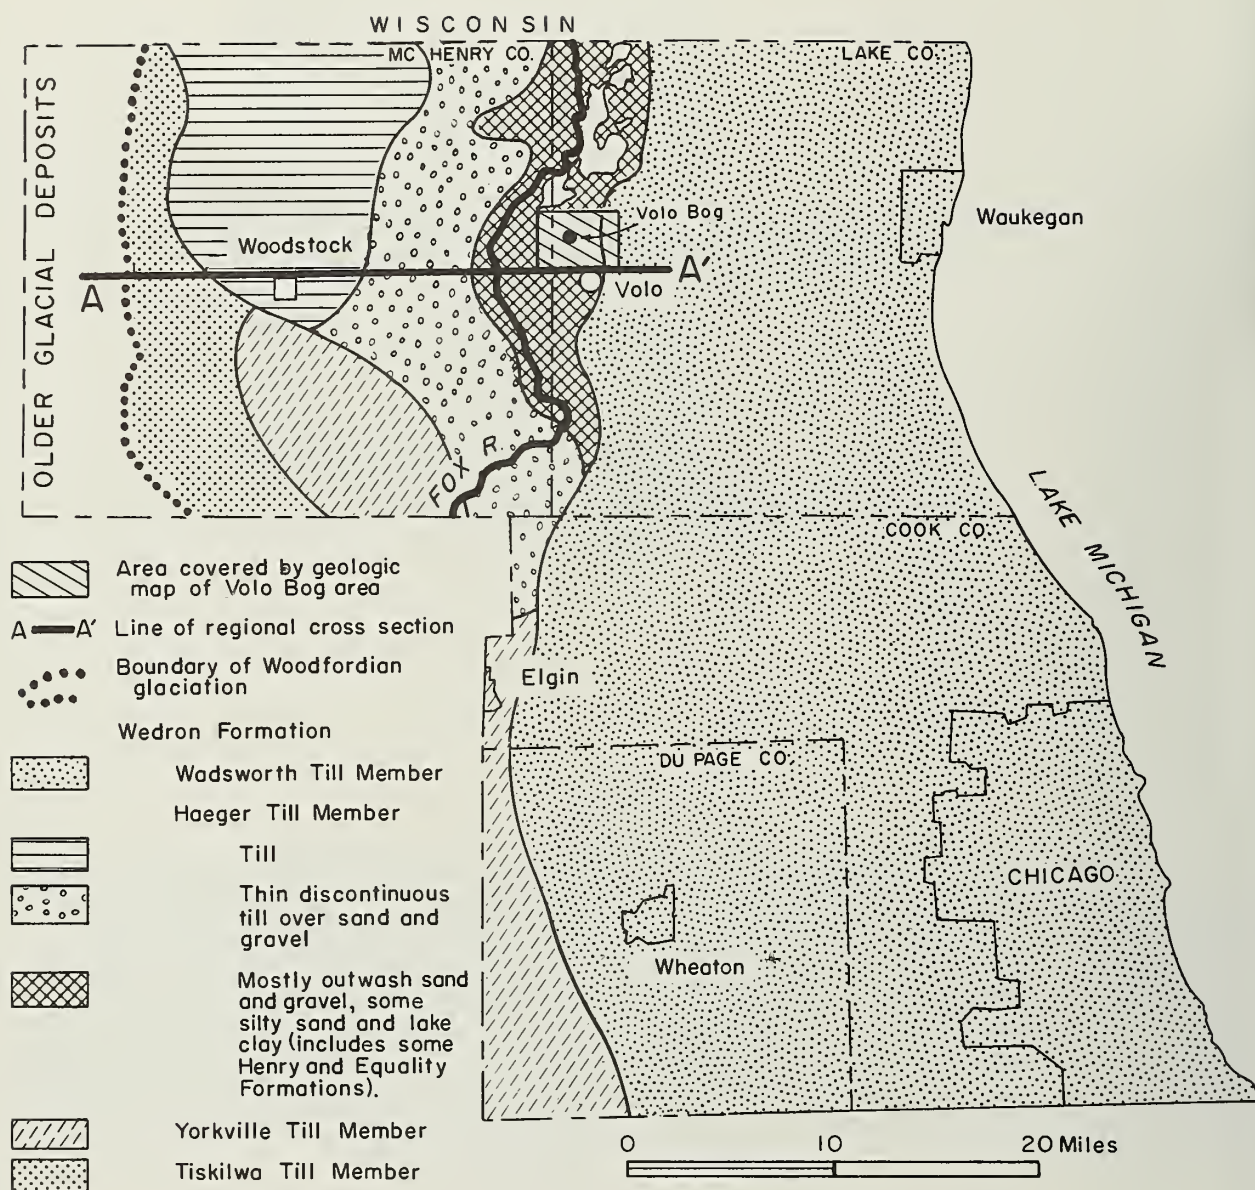 WISCONSIN
MC HENRY CO.
LAKE CO.
OLDER GLACIAL DEPOSITS
Volo Bog
Waukegan
Woodstock
A
A'
Volo
FOX R.
LAKE MICHIGAN
COOK CO
Area covered by geologic
map of Volo Bog area
A A' Line of regional cross section
Boundary of Woodfordian
glaciation
Elgin
Wedron Formation
DU PAGE CO.
Wadsworth Till Member
Haeger Till Member
Till
Thin discontinuous
till over sand and
gravel
CHICAGO
Wheaton
Mostly outwash sand
and gravel, some
silty sand and lake
clay (includes some
Henry and Equality
Formations).
Yorkville Till Member
Tiskilwa Till Member
0 10 20 Miles